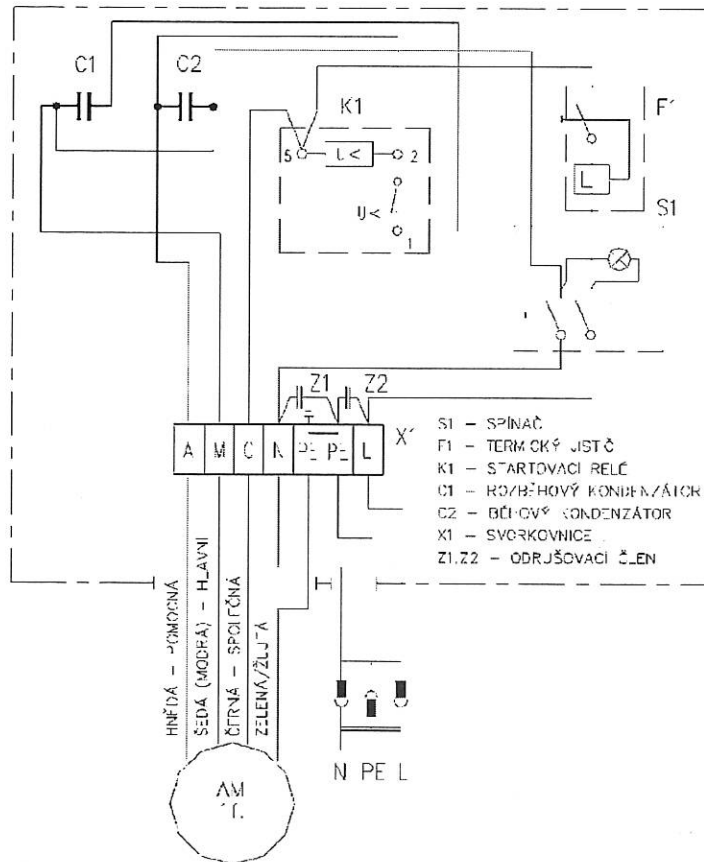 C1
C2
K1
F1
5
U<
2
U<
1
S1
Z1
Z2
A M C N PE PE L
X1
S1 – SPÍNAČ
F1 – TERMICKÝ JISTIČ
K1 – STARTOVACÍ RELÉ
C1 – ROZBĚHOVÝ KONDENZÁTOR
C2 – BĚHOVÝ KONDENZÁTOR
X1 – SVORKOVNICE
Z1,Z2 – ODRUŠOVACÍ ČLEN
HNĚDÁ – POMOCNÁ
ŠEDÁ (MODRÁ) – HLAVNÍ
ČERNÁ – SPOLEČNÁ
ZELENÁ/ŽLUTÁ
AM
N PE L